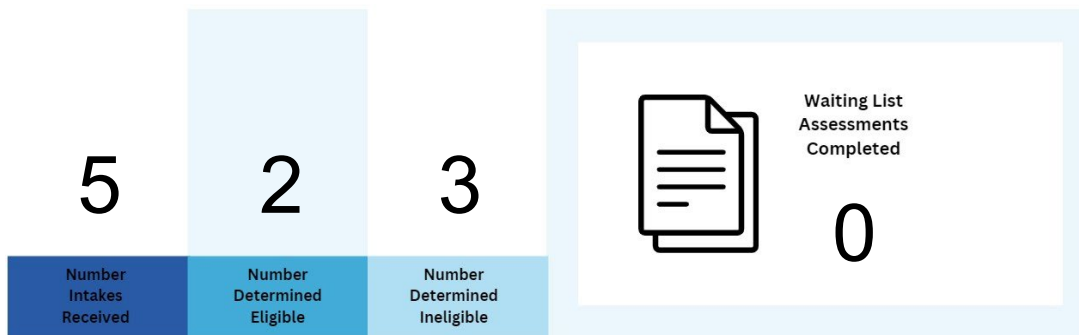 5
Number
Intakes
Received
2
Number
Determined
Eligible
3
Number
Determined
Ineligible
Waiting List
Assessments
Completed
0